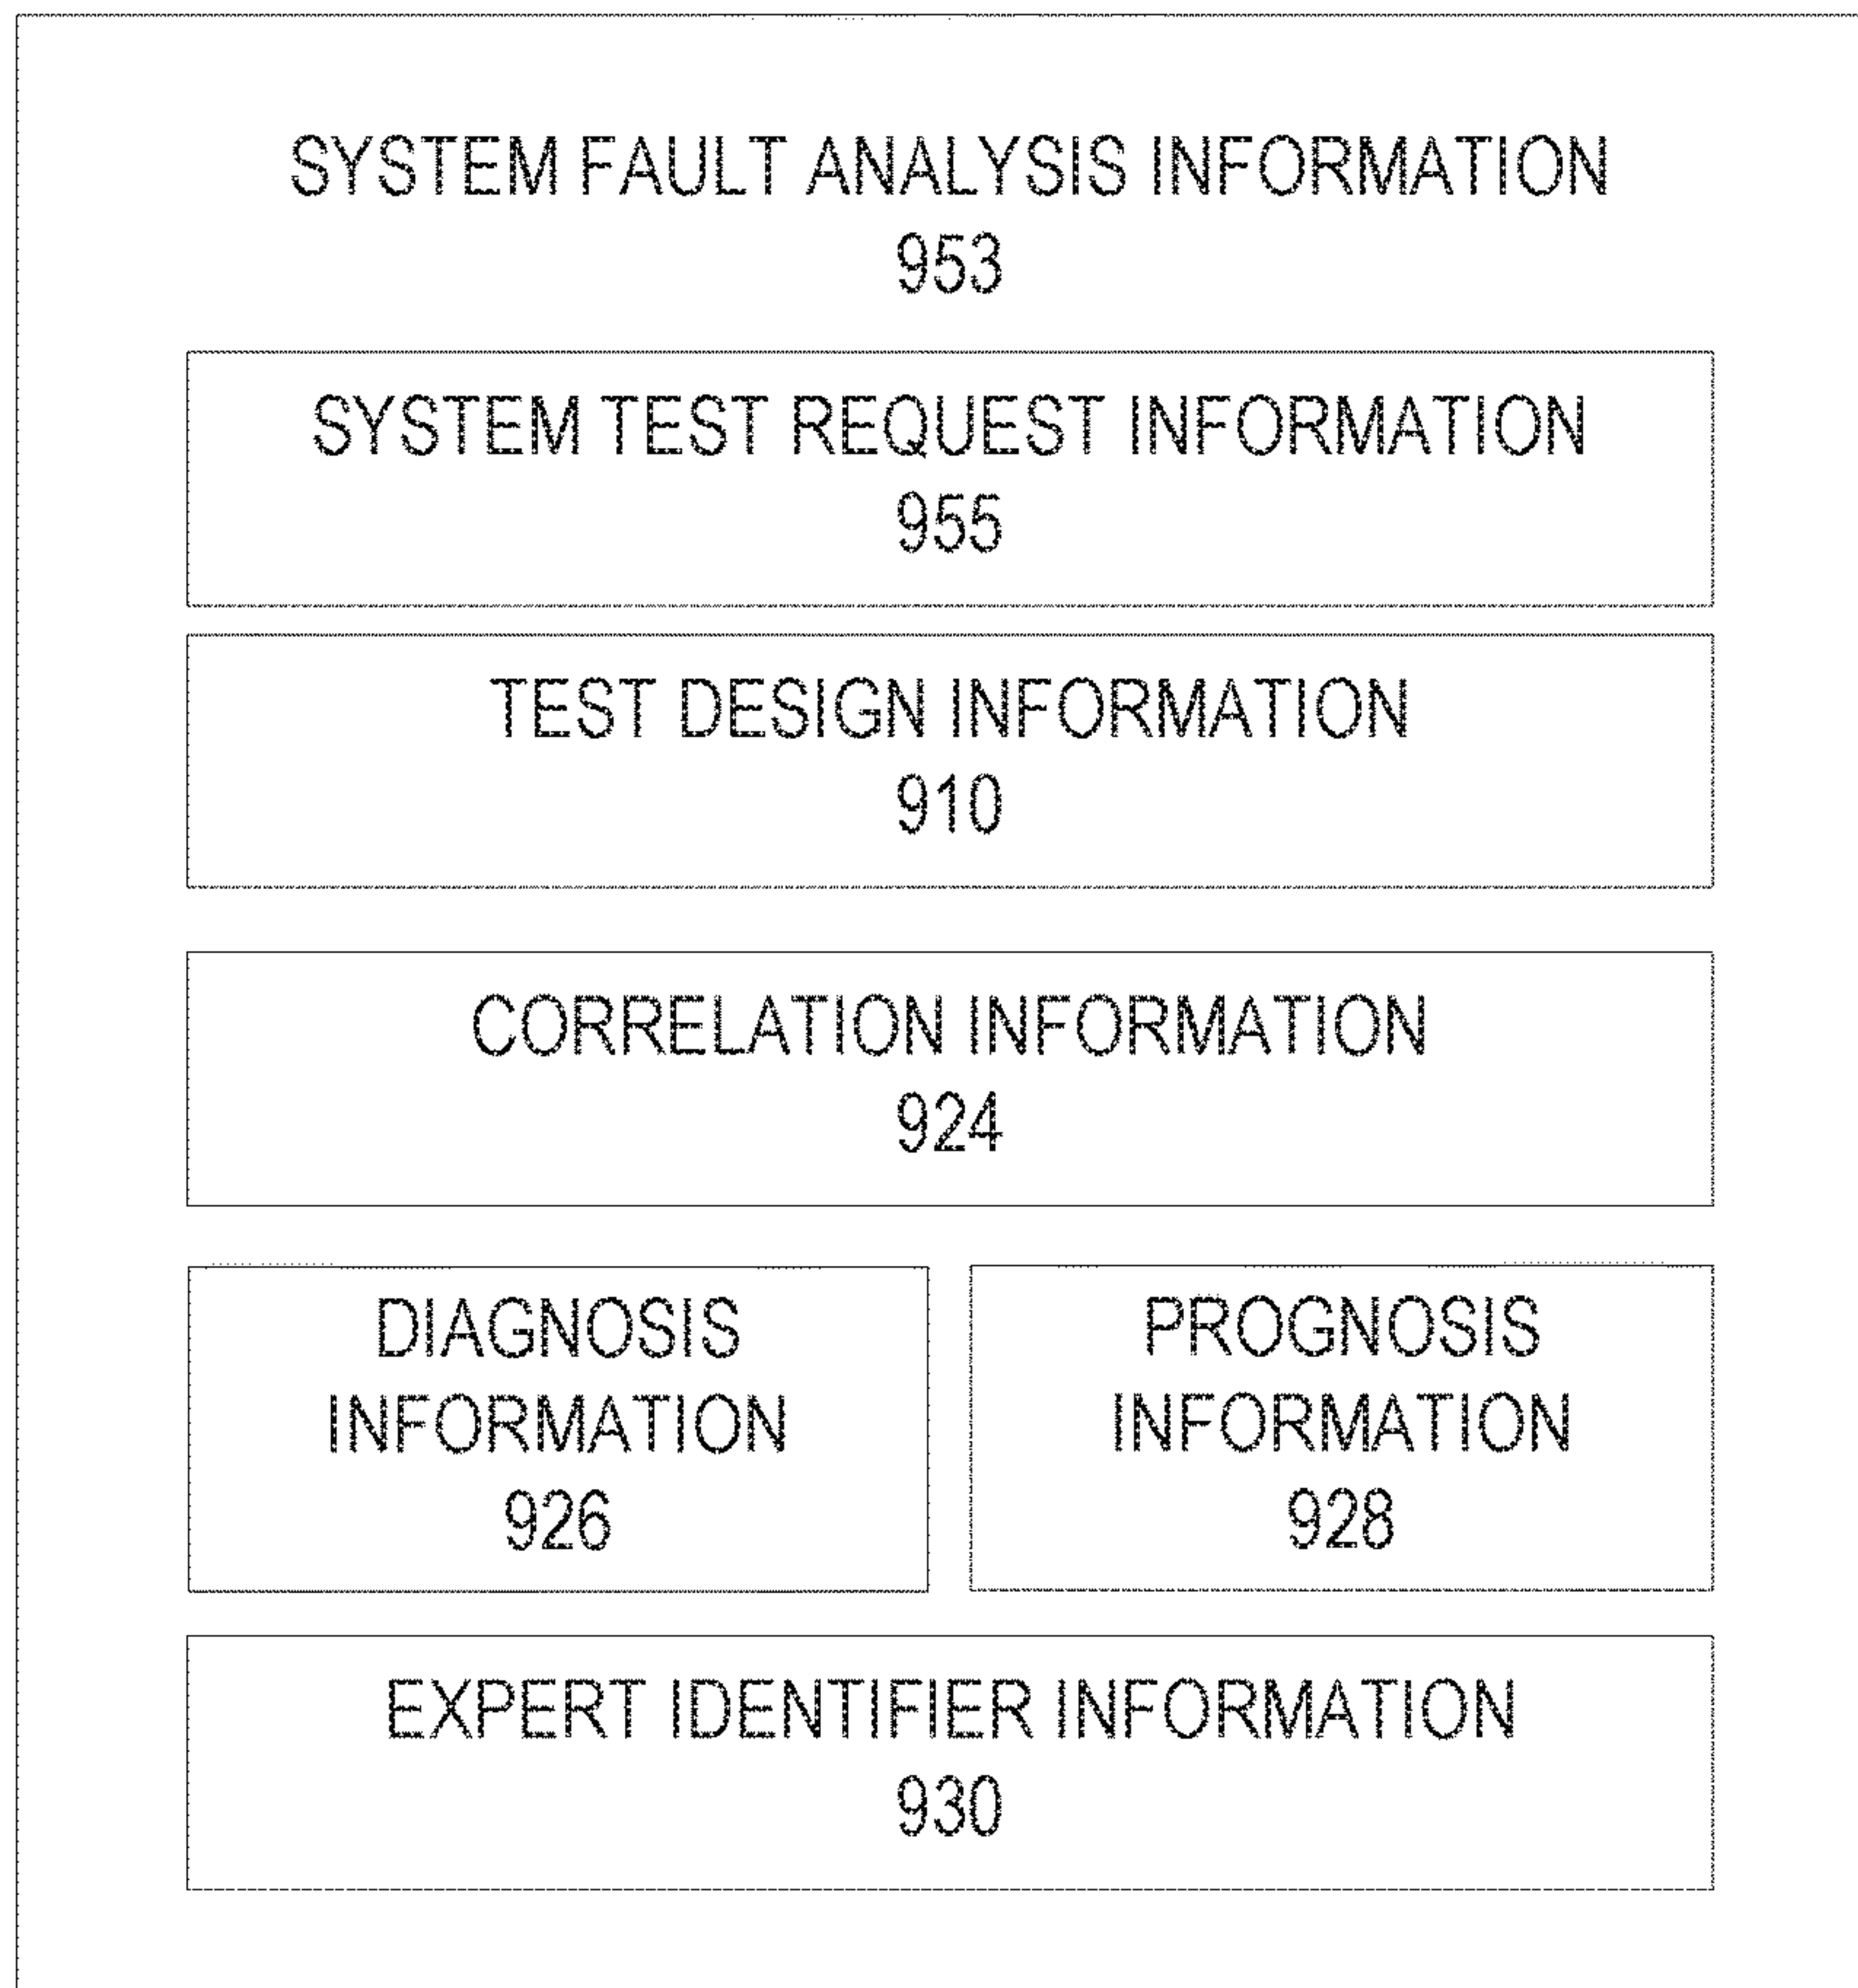 SYSTEM FAULT ANALYSIS INFORMATION
953
SYSTEM TEST REQUEST INFORMATION
955
TEST DESIGN INFORMATION
910
CORRELATION INFORMATION
924
DIAGNOSIS
INFORMATION
926
PROGNOSIS
INFORMATION
928
EXPERT IDENTIFIER INFORMATION
930